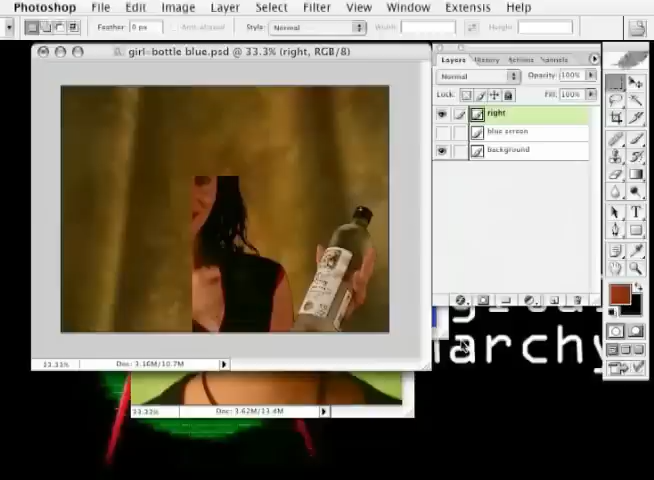 Photoshop File Edit Image Layer Select Filter View Window Extensis Help
Feather: 0 px Anti-aliased Style: Normal Width: Height:
girl-bottle blue.psd @ 33.3% (right, RGB/8)
Layers History Actions Channels
Normal Opacity: 100%
Lock: Fill: 100%
right
blue screen
background
33.33% Doc: 3.16M/10.7M
archy
33.33% Doc: 3.62M/13.4M